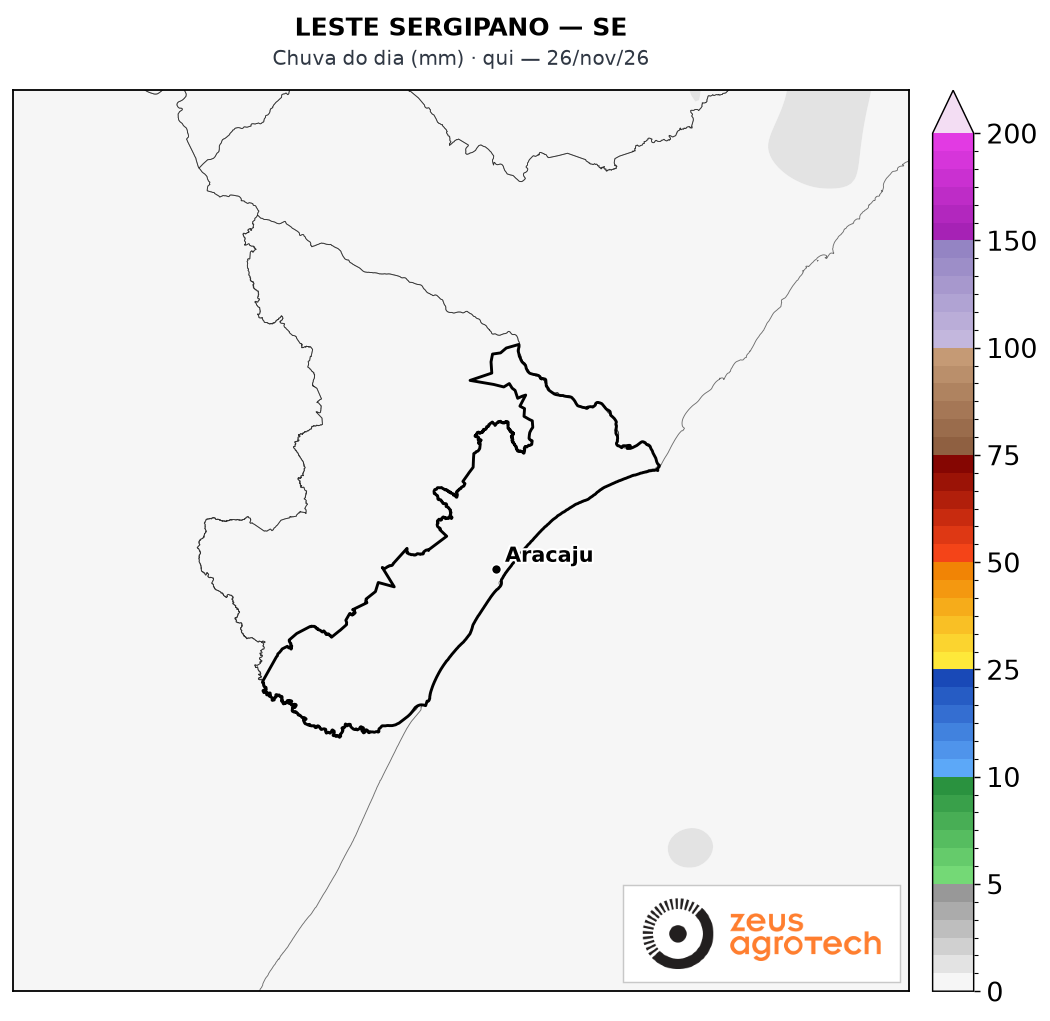 LESTE SERGIPANO — SE
Chuva do dia (mm) · qui — 26/nov/26
200
150
100
75
50
25
10
5
0
Aracaju
zeus
agrotech